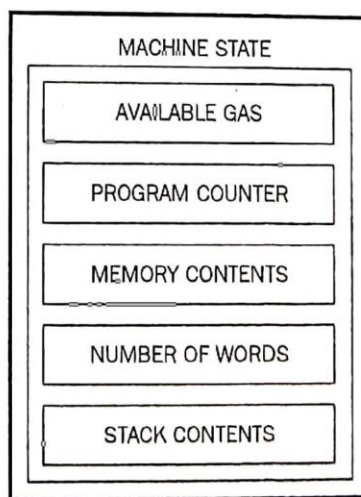 MACHINE STATE
AVAILABLE GAS
PROGRAM COUNTER
MEMORY CONTENTS
NUMBER OF WORDS
STACK CONTENTS